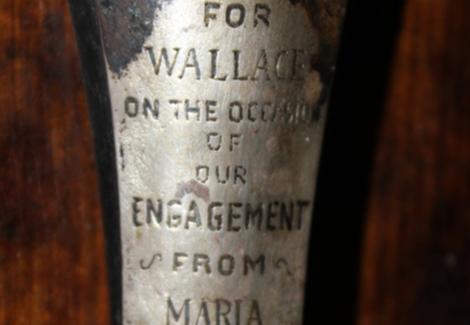 FOR
WALLACE
ON THE OCCASION
OF
OUR
ENGAGEMENT
FROM
MARIA